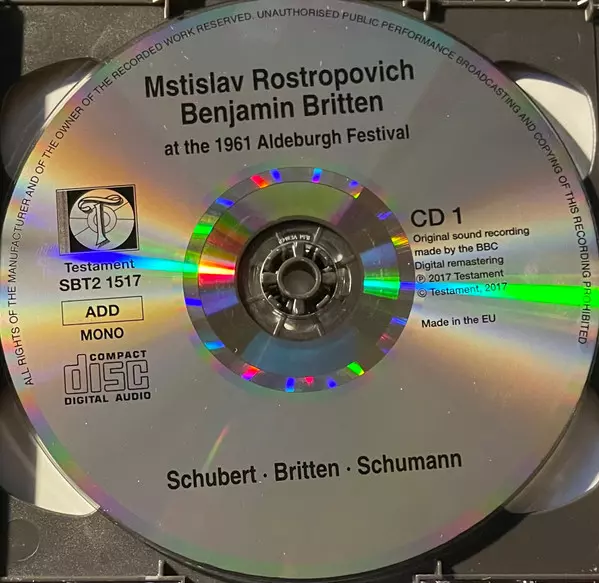 ALL RIGHTS OF THE MANUFACTURER AND OF THE OWNER OF THE RECORDED WORK RESERVED. UNAUTHORISED PUBLIC PERFORMANCE BROADCASTING AND COPYING OF THIS RECORDING PROHIBITED
Mstislav Rostropovich
Benjamin Britten
at the 1961 Aldeburgh Festival
T
Testament
SBT2 1517
ADD
MONO
COMPACT
disc
DIGITAL AUDIO
CD 1
Original sound recording
made by the BBC
Digital remastering
℗ 2017 Testament
© Testament, 2017
Made in the EU
Schubert · Britten · Schumann